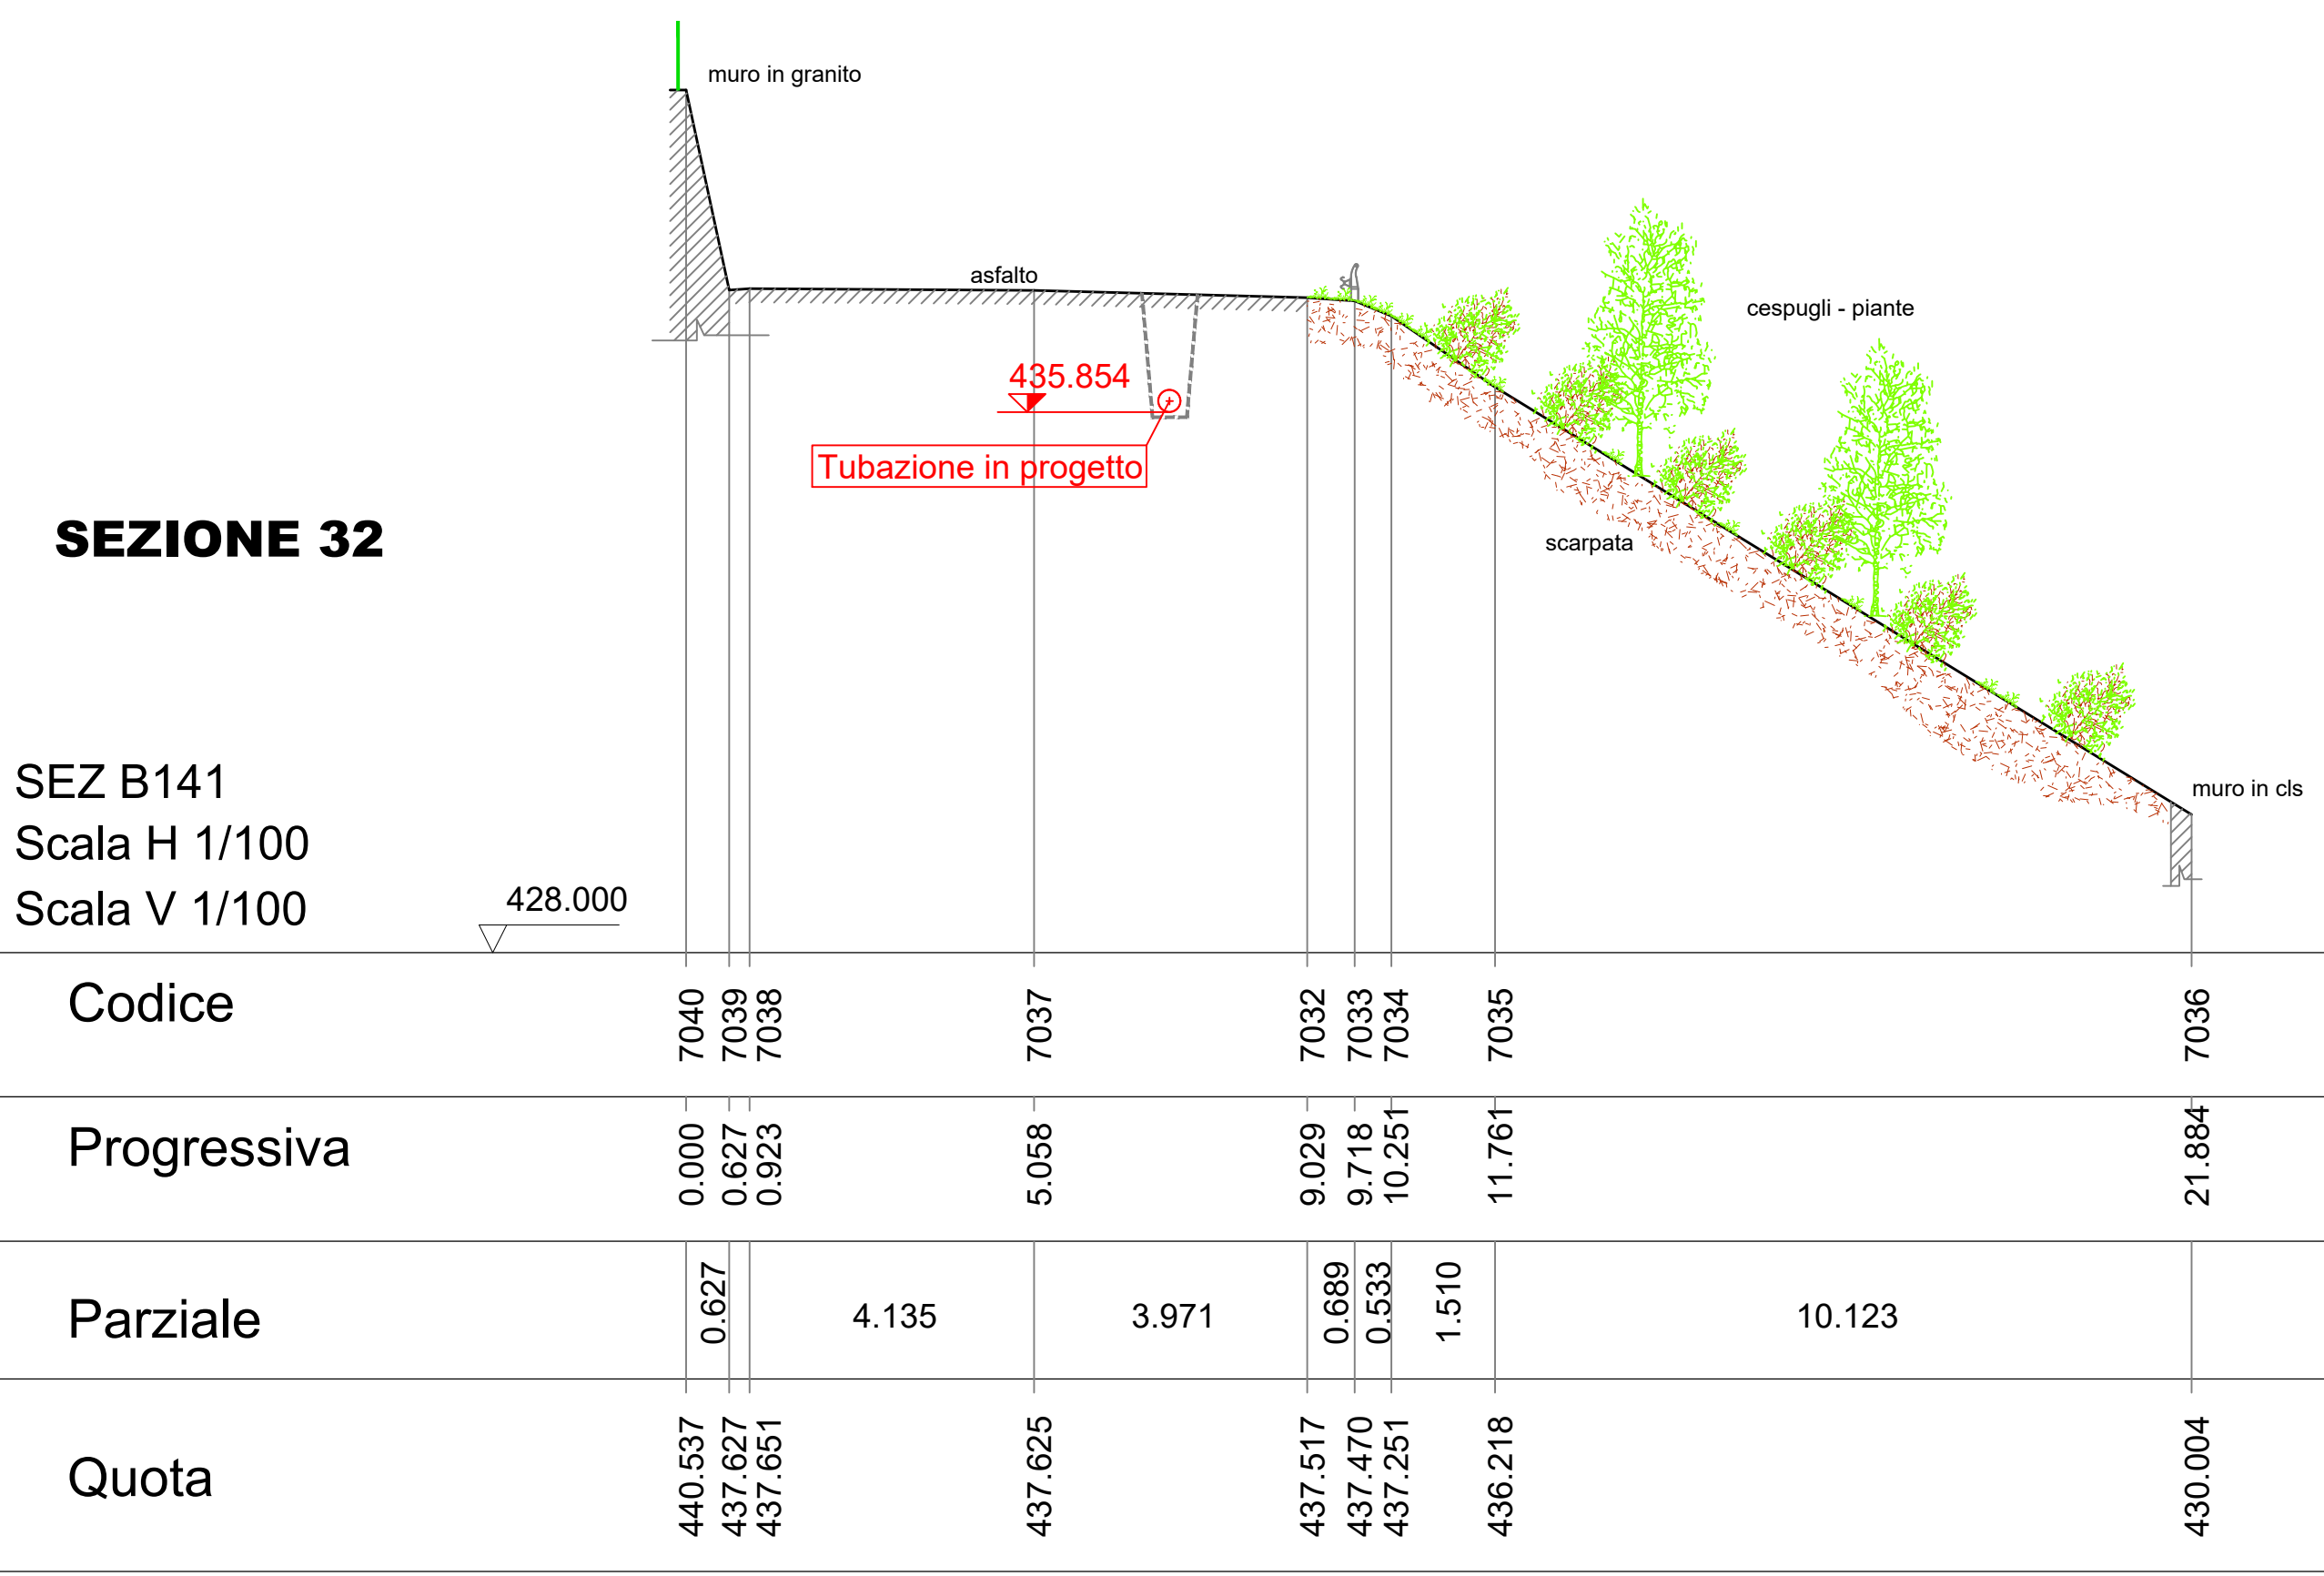 muro in granito
asfalto
cespugli - piante
435.854
Tubazione in progetto
SEZIONE 32
scarpata
SEZ B141
Scala H 1/100
Scala V 1/100
muro in cls
428.000
Codice 7040 7039 7038 7037 7032 7033 7034 7035 7036
Progressiva 0.000 0.627 0.923 5.058 9.029 9.718 10.251 11.761 21.884
Parziale 0.627 4.135 3.971 0.689 0.533 1.510 10.123
Quota 440.537 437.627 437.651 437.625 437.517 437.470 437.251 436.218 430.004